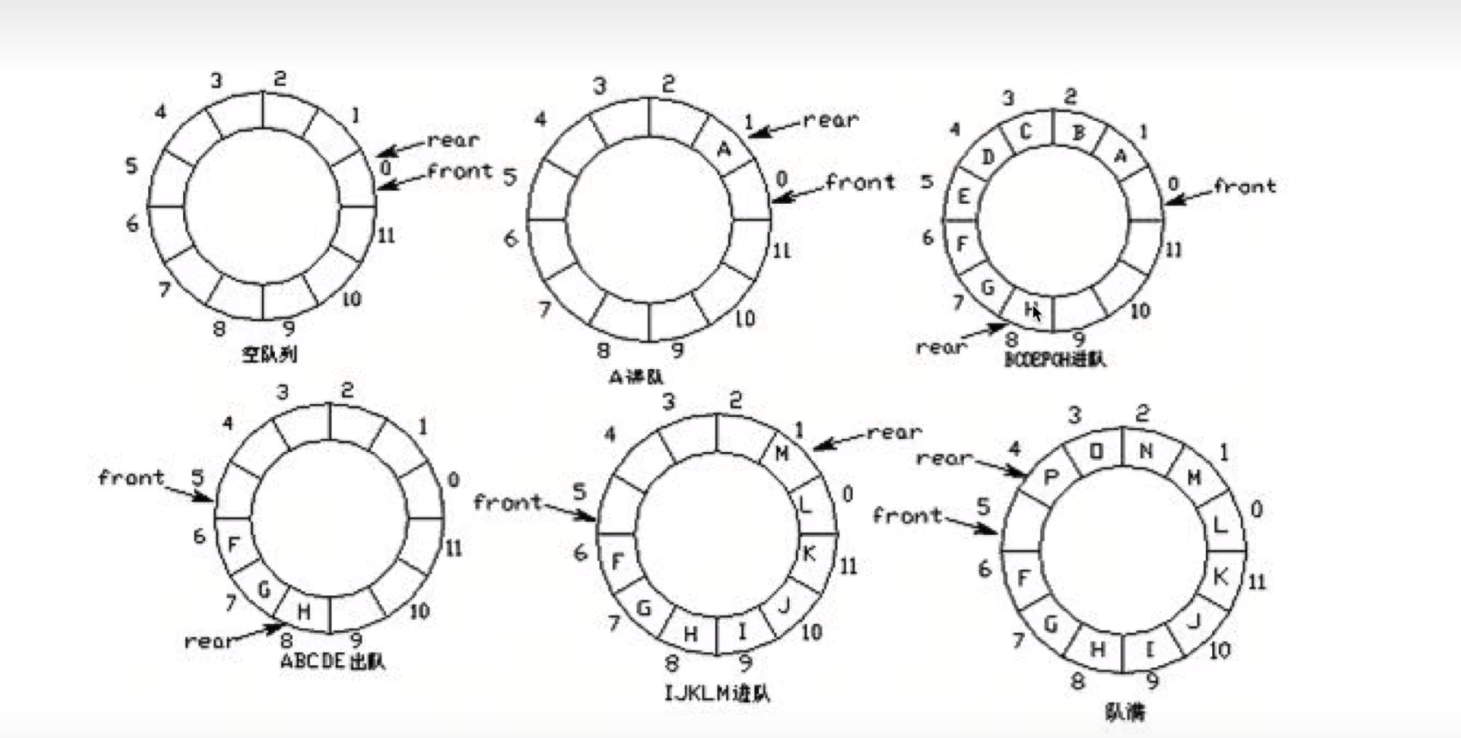 3 2
4 1
rear
0
front
5
6 11
7 10
8 9
空队列
3 2
4 1
rear
A
0
front
5
6 11
7 10
8 9
A进队
3 2
4 C B 1
D A
5 E 0
front
6 F 11
7 G H 10
rear
8 9
BCDEFGH进队
3 2
4 1
front
5 0
6 F 11
7 G H 10
rear
8 9
ABCDE出队
3 2
4 1
M
rear
front
5 L 0
6 F K 11
7 G J 10
H I
8 9
IJKLM进队
3 2
4 O N 1
rear
P M
front
5 L 0
6 F K 11
7 G J 10
H I
8 9
队满